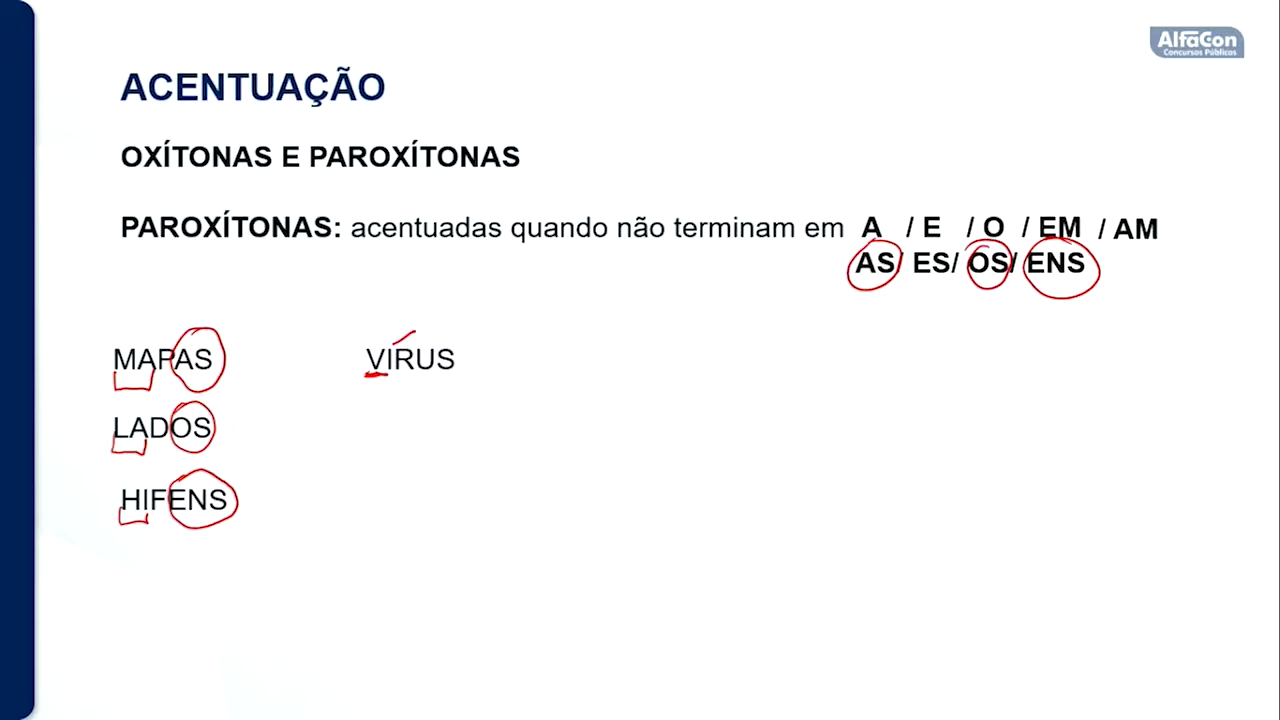 AlfaCon
Concursos Públicos
ACENTUAÇÃO
OXÍTONAS E PAROXÍTONAS
PAROXÍTONAS: acentuadas quando não terminam em A / E / O / EM / AM
AS/ ES/ OS/ ENS
MAPAS VÍRUS
LADOS
HIFENS